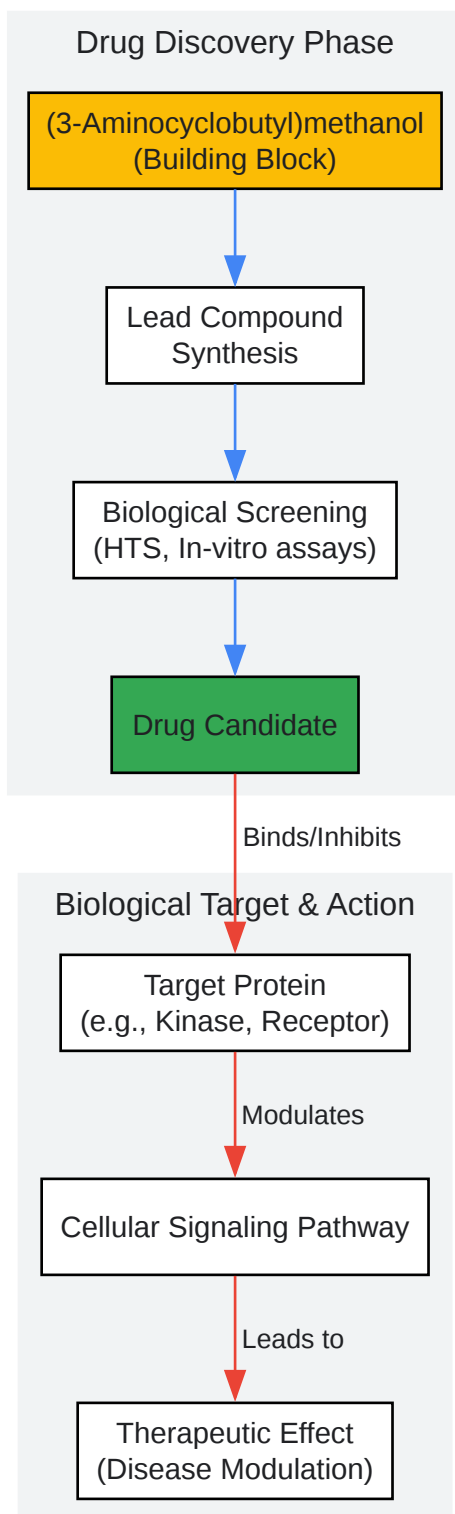 Drug Discovery Phase
(3-Aminocyclobutyl)methanol
(Building Block)
Lead Compound
Synthesis
Biological Screening
(HTS, In-vitro assays)
Drug Candidate
Binds/Inhibits
Biological Target & Action
Target Protein
(e.g., Kinase, Receptor)
Modulates
Cellular Signaling Pathway
Leads to
Therapeutic Effect
(Disease Modulation)